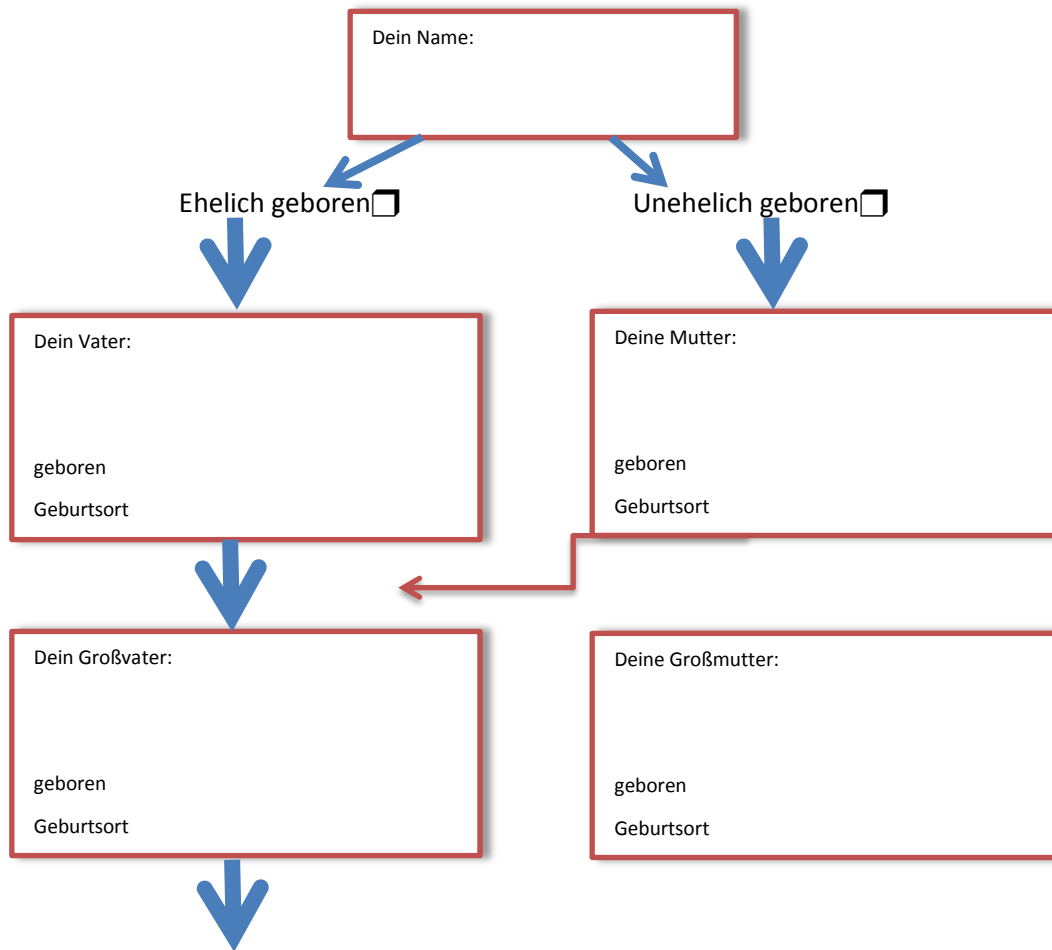 Dein Name:
Ehelich geboren
Unehelich geboren
Dein Vater:
geboren
Geburtsort
Deine Mutter:
geboren
Geburtsort
Dein Großvater:
geboren
Geburtsort
Deine Großmutter:
geboren
Geburtsort